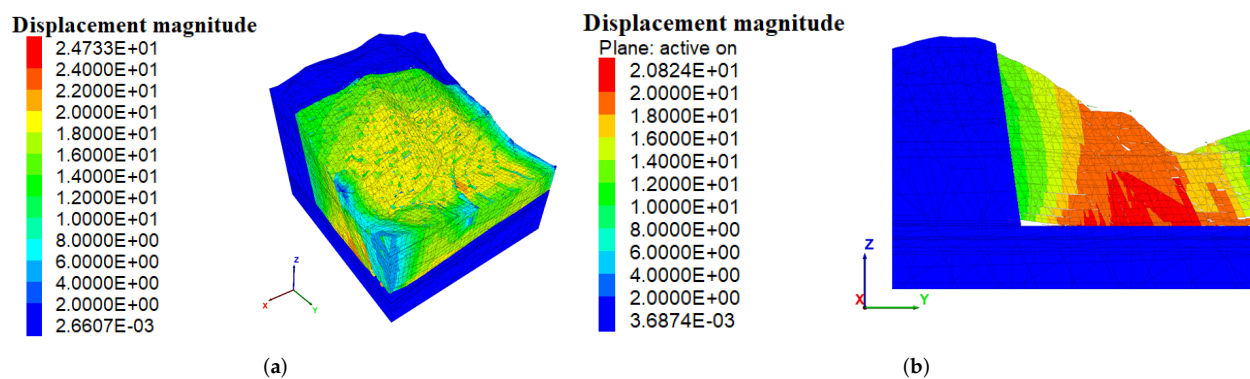 Displacement magnitude
2.4733E+01
2.4000E+01
2.2000E+01
2.0000E+01
1.8000E+01
1.6000E+01
1.4000E+01
1.2000E+01
1.0000E+01
8.0000E+00
6.0000E+00
4.0000E+00
2.0000E+00
2.6607E-03
Z
X
Y
(a)
Displacement magnitude
Plane: active on
2.0824E+01
2.0000E+01
1.8000E+01
1.6000E+01
1.4000E+01
1.2000E+01
1.0000E+01
8.0000E+00
6.0000E+00
4.0000E+00
2.0000E+00
3.6874E-03
Z
X
Y
(b)